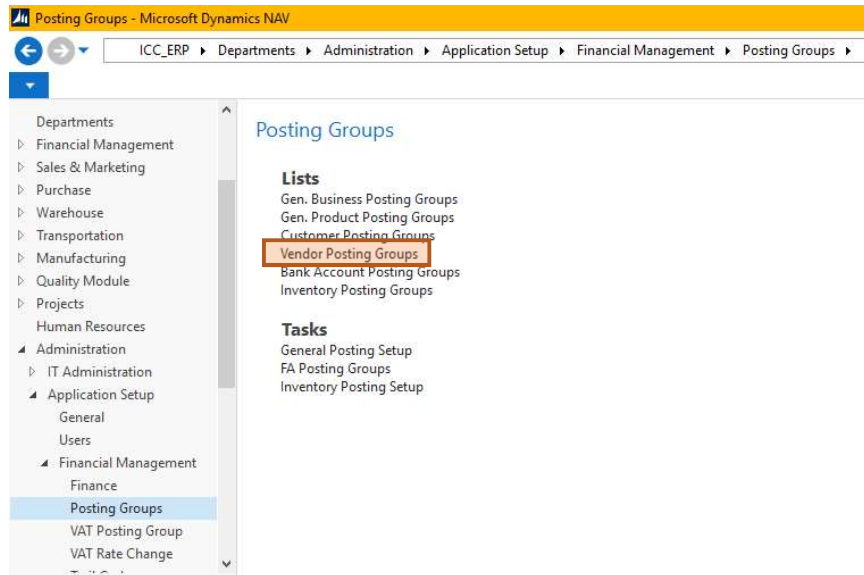 Posting Groups - Microsoft Dynamics NAV
ICC_ERP ▸ Departments ▸ Administration ▸ Application Setup ▸ Financial Management ▸ Posting Groups ▸
Departments
Financial Management
Sales & Marketing
Purchase
Warehouse
Transportation
Manufacturing
Quality Module
Projects
Human Resources
Administration
IT Administration
Application Setup
General
Users
Financial Management
Finance
Posting Groups
VAT Posting Group
VAT Rate Change
Posting Groups
Lists
Gen. Business Posting Groups
Gen. Product Posting Groups
Customer Posting Groups
Vendor Posting Groups
Bank Account Posting Groups
Inventory Posting Groups
Tasks
General Posting Setup
FA Posting Groups
Inventory Posting Setup